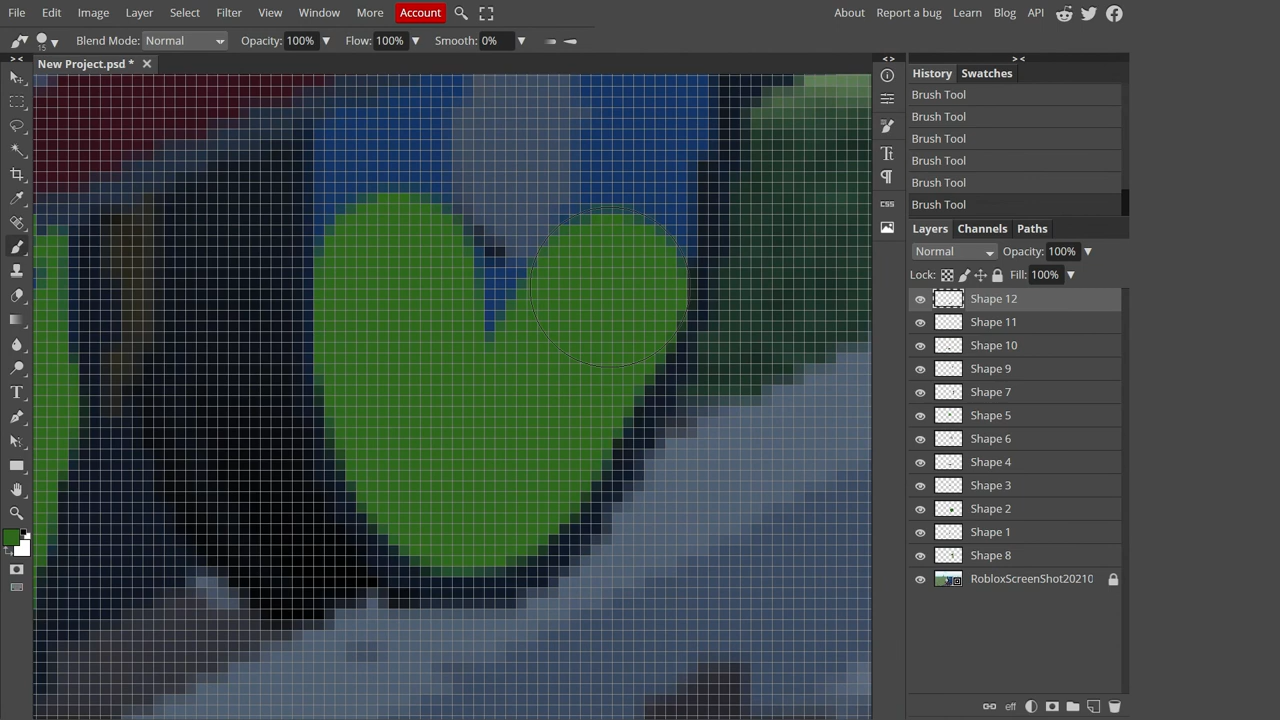 File Edit Image Layer Select Filter View Window More Account About Report a bug Learn Blog API
15 Blend Mode: Normal Opacity: 100% Flow: 100% Smooth: 0%
New Project.psd *
History Swatches
Brush Tool
Brush Tool
Brush Tool
Brush Tool
Brush Tool
Brush Tool
CSS
Layers Channels Paths
Normal Opacity: 100%
Lock: Fill: 100%
Shape 12
Shape 11
Shape 10
Shape 9
Shape 7
Shape 5
Shape 6
Shape 4
Shape 3
Shape 2
Shape 1
Shape 8
RobloxScreenShot20210
eff